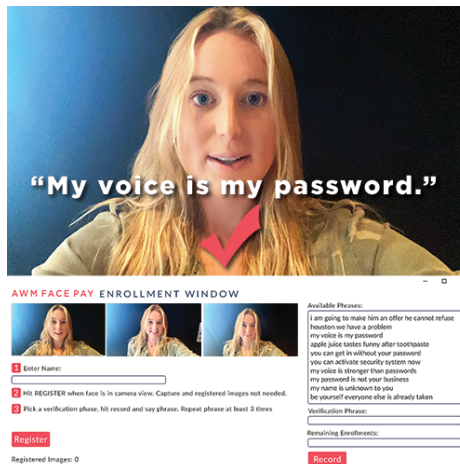 “My voice is my password.”
AWM FACE PAY ENROLLMENT WINDOW
1 Enter Name:
2 Hit REGISTER when face is in camera view. Capture and registered images not needed.
3 Pick a verification phase, hit record and say phrase. Repeat phrase at least 3 times
Register
Registered Images: 0
Available Phrases:
i am going to make him an offer he cannot refuse
houston we have a problem
my voice is my password
apple juice tastes funny after toothpaste
you can get in without your password
you can activate security system now
my voice is stronger than passwords
my password is not your business
my name is unknown to you
be yourself everyone else is already taken
Verification Phrase:
Remaining Enrollments:
Record